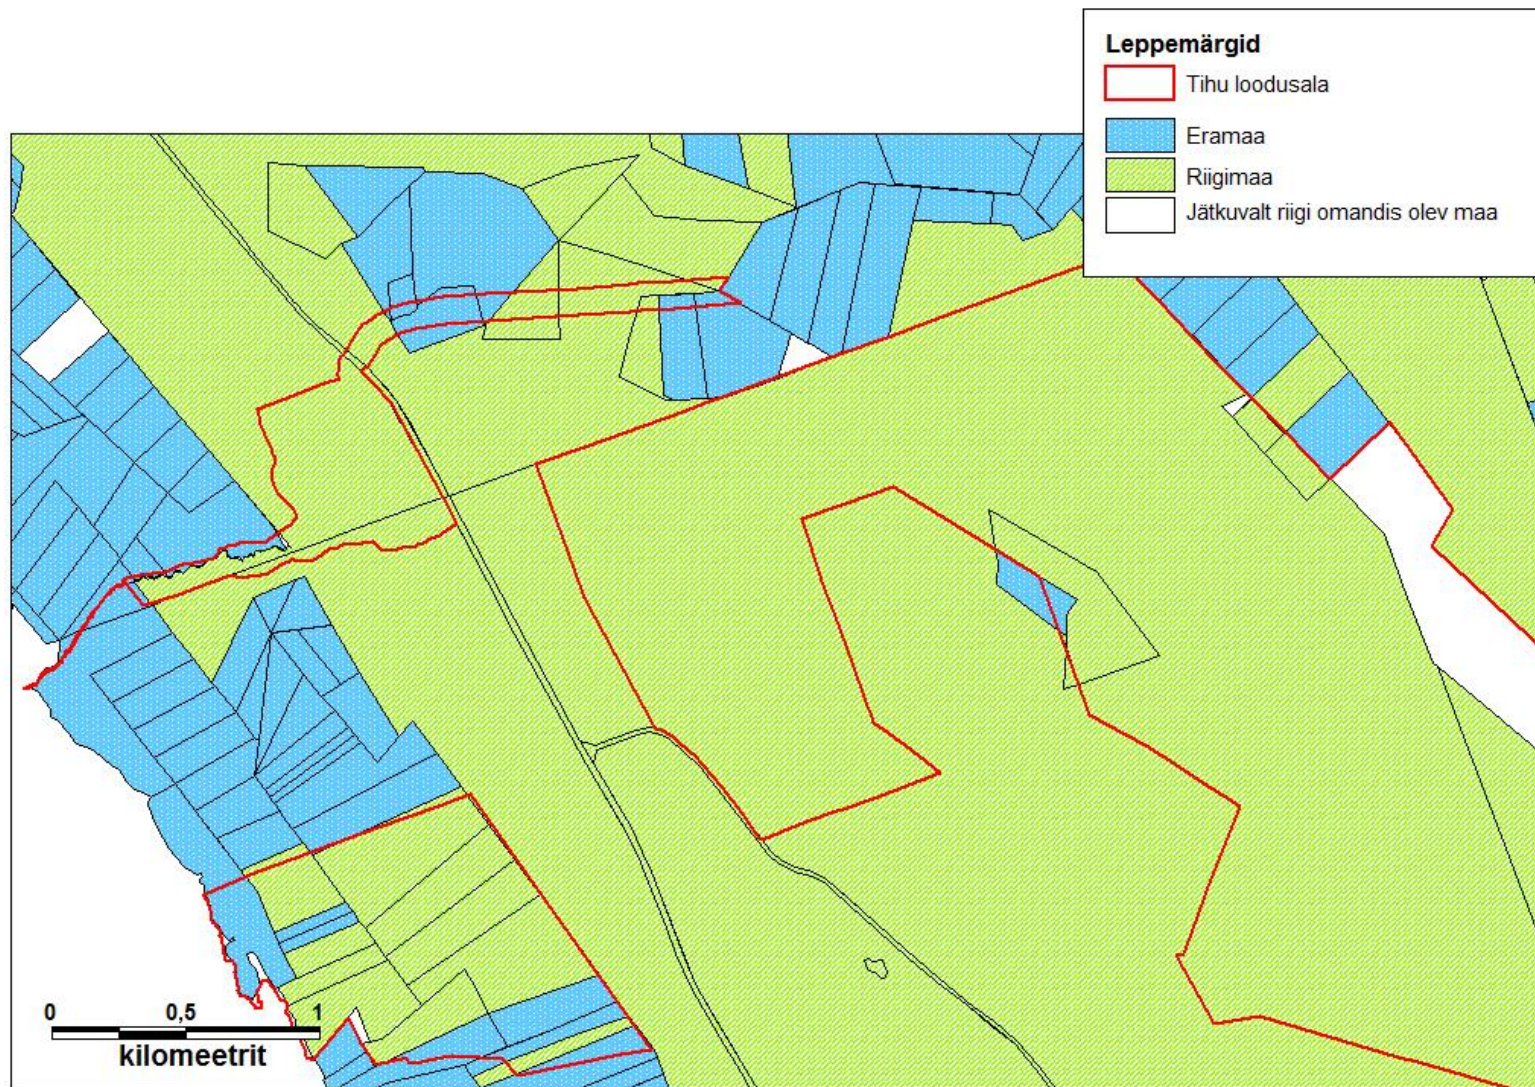 Leppemärgid
Tihu loodusala
Eramaa
Riigimaa
Jätkuvalt riigi omandis olev maa
0 0,5 1
kilomeetrit